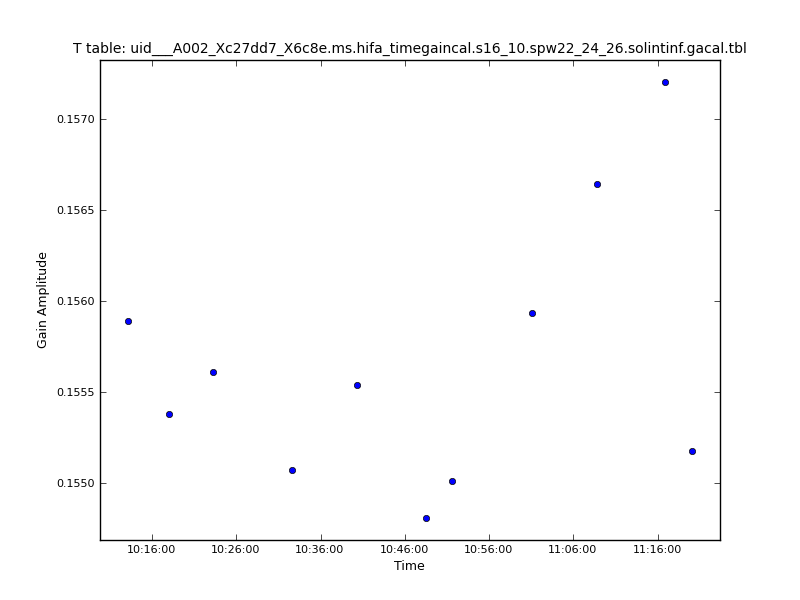 T table: uid___A002_Xc27dd7_X6c8e.ms.hifa_timegaincal.s16_10.spw22_24_26.solintinf.gacal.tbl
0.1570
0.1565
0.1560
0.1555
0.1550
Gain Amplitude
10:16:00 10:26:00 10:36:00 10:46:00 10:56:00 11:06:00 11:16:00
Time